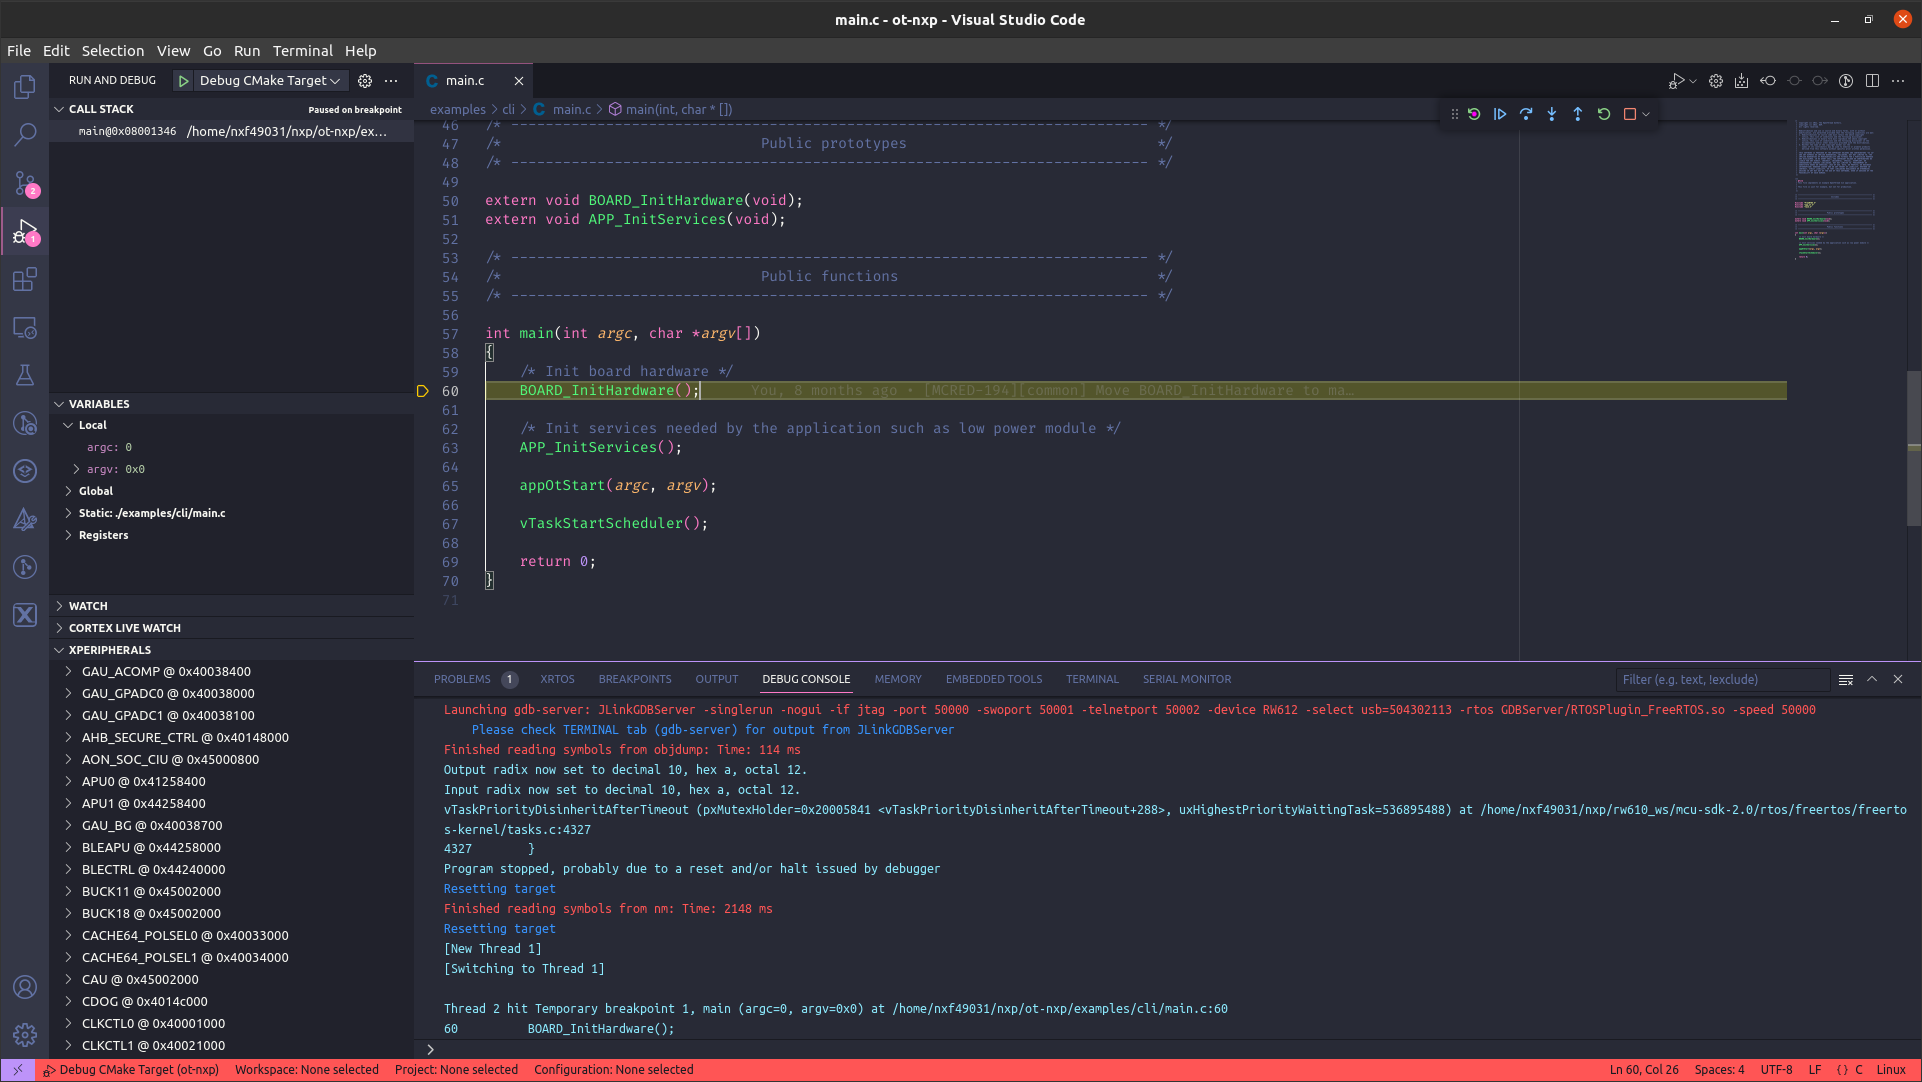 main.c - ot-nxp - Visual Studio Code
File Edit Selection View Go Run Terminal Help
RUN AND DEBUG Debug CMake Target
CALL STACK Paused on breakpoint
main@0x08001346 /home/nxf49031/nxp/ot-nxp/ex…
2
1
VARIABLES
Local
argc: 0
argv: 0x0
Global
Static: ./examples/cli/main.c
Registers
WATCH
CORTEX LIVE WATCH
XPERIPHERALS
GAU_ACOMP @ 0x40038400
GAU_GPADC0 @ 0x40038000
GAU_GPADC1 @ 0x40038100
AHB_SECURE_CTRL @ 0x40148000
AON_SOC_CIU @ 0x45000800
APU0 @ 0x41258400
APU1 @ 0x44258400
GAU_BG @ 0x40038700
BLEAPU @ 0x44258000
BLECTRL @ 0x44240000
BUCK11 @ 0x45002000
BUCK18 @ 0x45002000
CACHE64_POLSEL0 @ 0x40033000
CACHE64_POLSEL1 @ 0x40034000
CAU @ 0x45002000
CDOG @ 0x4014c000
CLKCTL0 @ 0x40001000
CLKCTL1 @ 0x40021000
C main.c
examples > cli > C main.c > main(int, char * [])
46 /* -------------------------------------------------------------------------- */
47 /* Public prototypes */
48 /* -------------------------------------------------------------------------- */
49
50 extern void BOARD_InitHardware(void);
51 extern void APP_InitServices(void);
52
53 /* -------------------------------------------------------------------------- */
54 /* Public functions */
55 /* -------------------------------------------------------------------------- */
56
57 int main(int argc, char *argv[])
58 {
59 /* Init board hardware */
60 BOARD_InitHardware(); You, 8 months ago • [MCRED-194][common] Move BOARD_InitHardware to ma…
61
62 /* Init services needed by the application such as low power module */
63 APP_InitServices();
64
65 appOtStart(argc, argv);
66
67 vTaskStartScheduler();
68
69 return 0;
70 }
71
PROBLEMS 1 XRTOS BREAKPOINTS OUTPUT DEBUG CONSOLE MEMORY EMBEDDED TOOLS TERMINAL SERIAL MONITOR Filter (e.g. text, !exclude)
Launching gdb-server: JLinkGDBServer -singlerun -nogui -if jtag -port 50000 -swoport 50001 -telnetport 50002 -device RW612 -select usb=504302113 -rtos GDBServer/RTOSPlugin_FreeRTOS.so -speed 50000
Please check TERMINAL tab (gdb-server) for output from JLinkGDBServer
Finished reading symbols from objdump: Time: 114 ms
Output radix now set to decimal 10, hex a, octal 12.
Input radix now set to decimal 10, hex a, octal 12.
vTaskPriorityDisinheritAfterTimeout (pxMutexHolder=0x20005841 <vTaskPriorityDisinheritAfterTimeout+288>, uxHighestPriorityWaitingTask=536895488) at /home/nxf49031/nxp/rw610_ws/mcu-sdk-2.0/rtos/freertos/freerto
s-kernel/tasks.c:4327
4327 }
Program stopped, probably due to a reset and/or halt issued by debugger
Resetting target
Finished reading symbols from nm: Time: 2148 ms
Resetting target
[New Thread 1]
[Switching to Thread 1]
Thread 2 hit Temporary breakpoint 1, main (argc=0, argv=0x0) at /home/nxf49031/nxp/ot-nxp/examples/cli/main.c:60
60 BOARD_InitHardware();
>
Debug CMake Target (ot-nxp) Workspace: None selected Project: None selected Configuration: None selected Ln 60, Col 26 Spaces: 4 UTF-8 LF {} C Linux